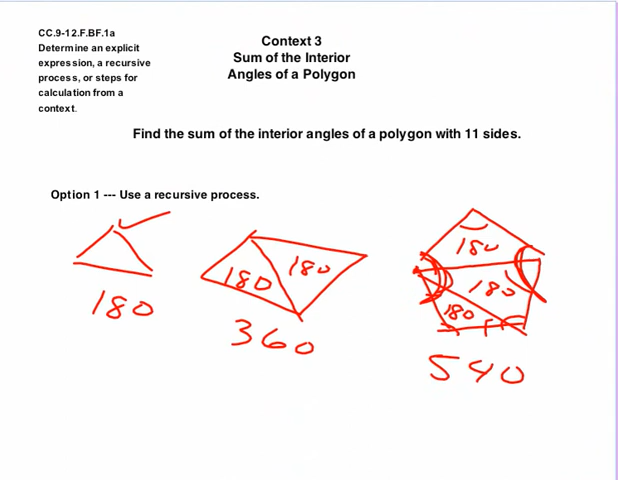 CC.9-12.F.BF.1a
Determine an explicit
expression, a recursive
process, or steps for
calculation from a
context.
Context 3
Sum of the Interior
Angles of a Polygon
Find the sum of the interior angles of a polygon with 11 sides.
Option 1 --- Use a recursive process.
180
180 180
180
180
180
180
360
540